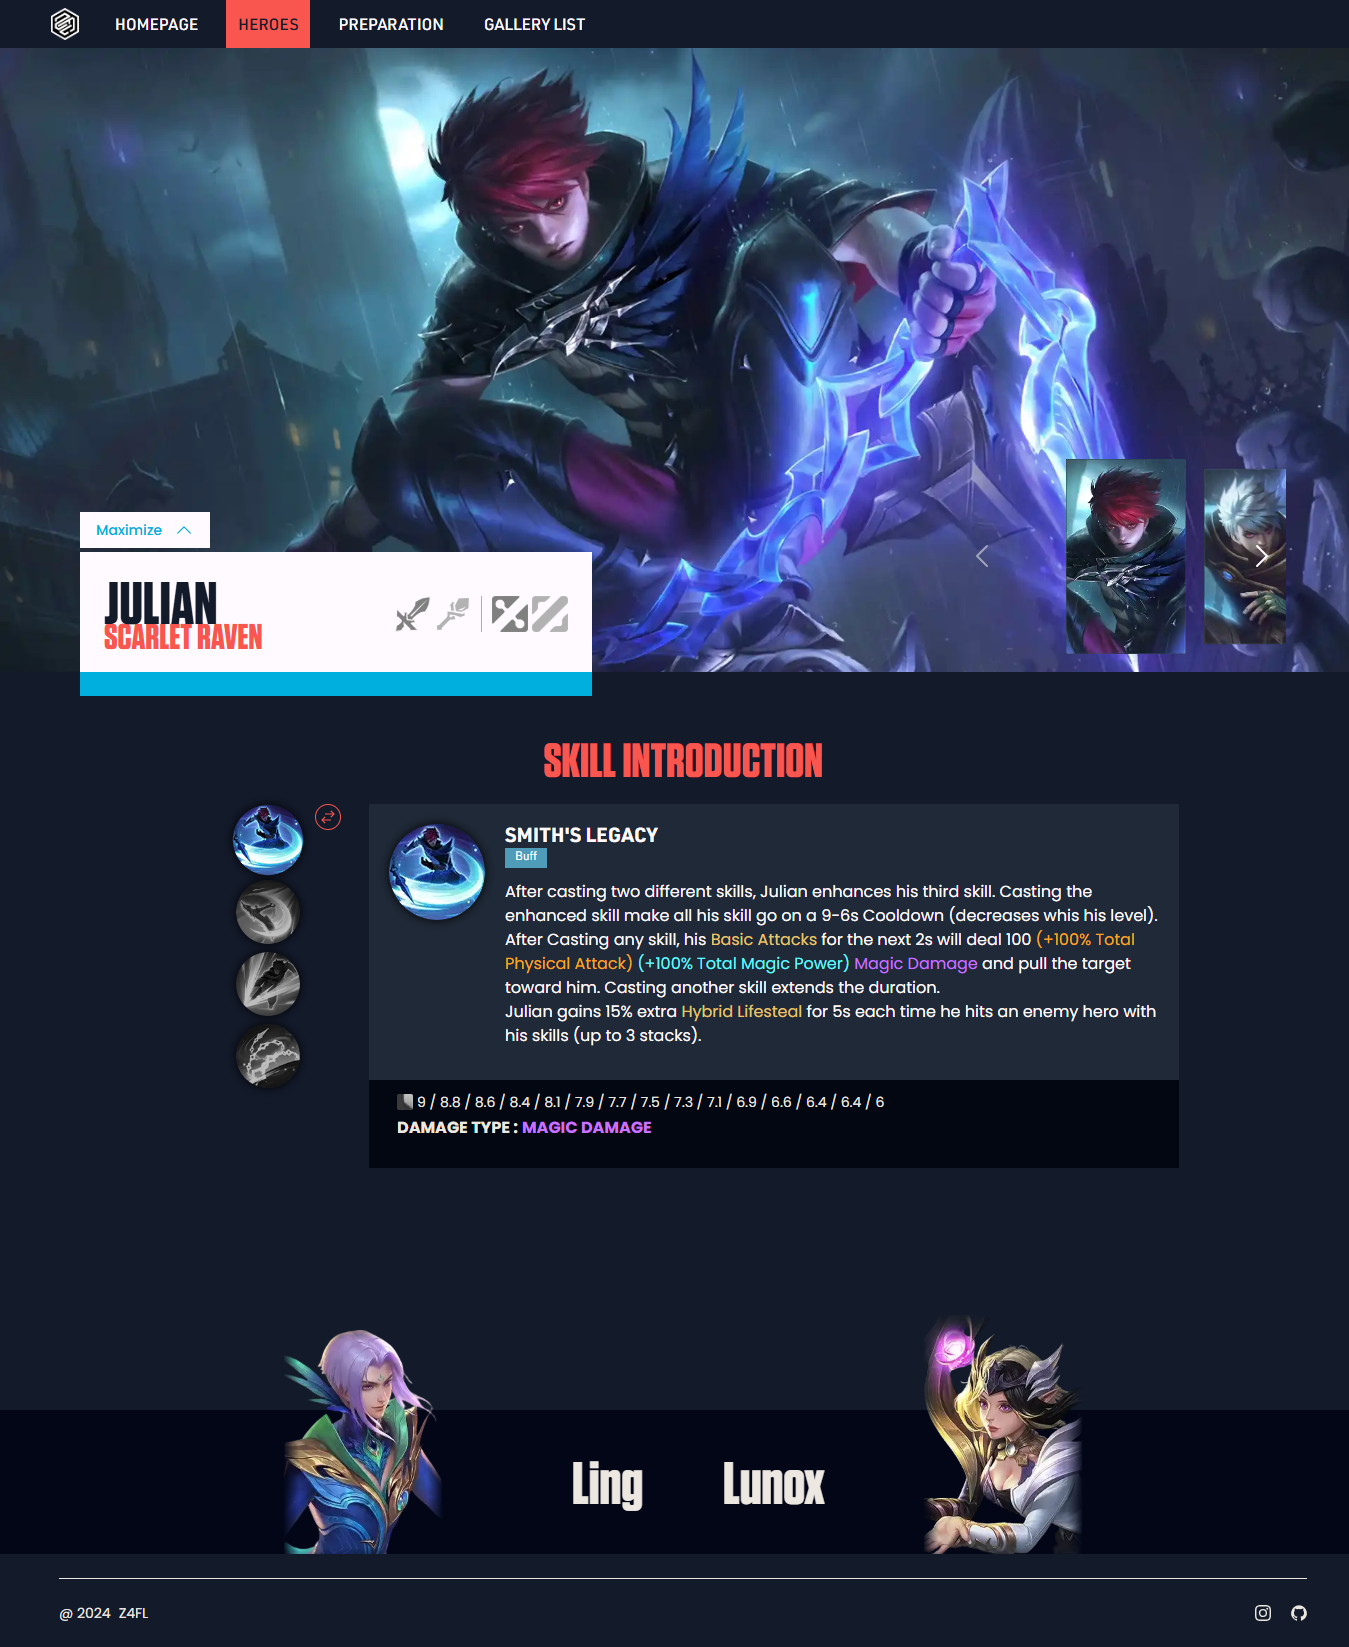 HOMEPAGE
HEROES
PREPARATION
GALLERY LIST
Maximize
JULIAN
SCARLET RAVEN
SKILL INTRODUCTION
SMITH'S LEGACY
Buff
After casting two different skills, Julian enhances his third skill. Casting the
enhanced skill make all his skill go on a 9-6s Cooldown (decreases whis his level).
After Casting any skill, his Basic Attacks for the next 2s will deal 100 (+100% Total
Physical Attack) (+100% Total Magic Power) Magic Damage and pull the target
toward him. Casting another skill extends the duration.
Julian gains 15% extra Hybrid Lifesteal for 5s each time he hits an enemy hero with
his skills (up to 3 stacks).
9 / 8.8 / 8.6 / 8.4 / 8.1 / 7.9 / 7.7 / 7.5 / 7.3 / 7.1 / 6.9 / 6.6 / 6.4 / 6.4 / 6
DAMAGE TYPE : MAGIC DAMAGE
Ling
Lunox
@ 2024 Z4FL